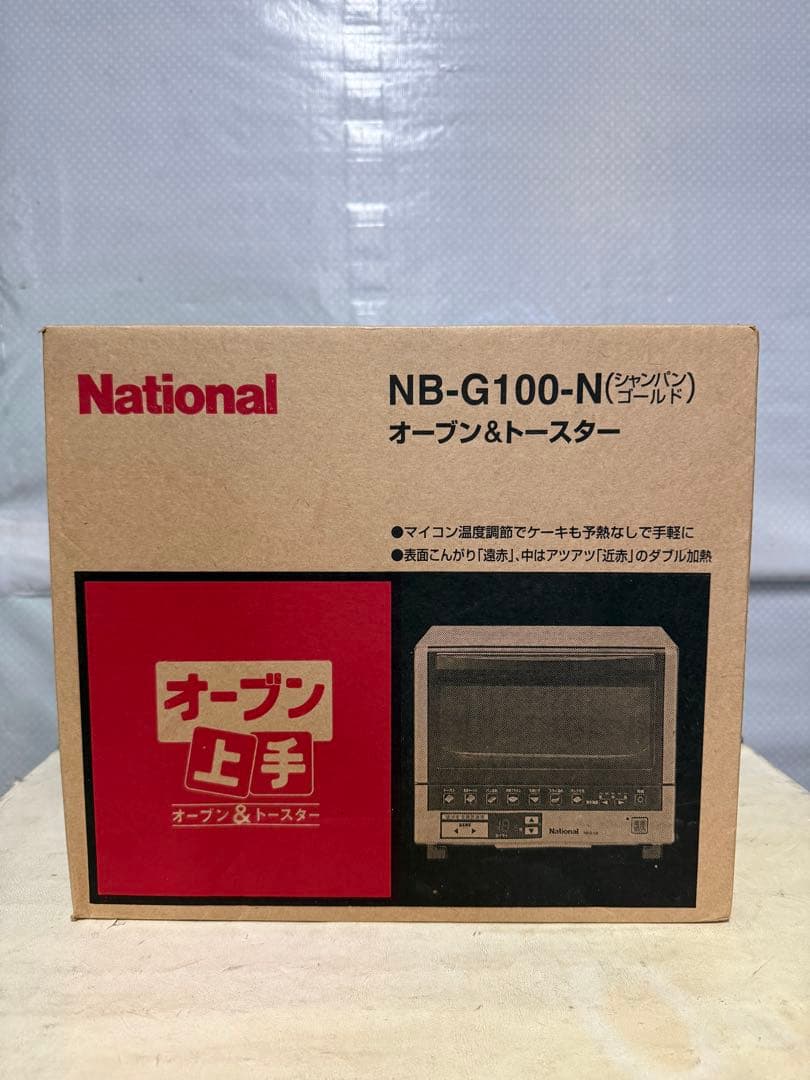 National
NB-G100-N(シャンパンゴールド)
オーブン&トースター
●マイコン温度調節でケーキも予熱なしで手軽に
●表面こんがり「遠赤」、中はアツアツ「近赤」のダブル加熱
オーブン
上手
オーブン&トースター
National